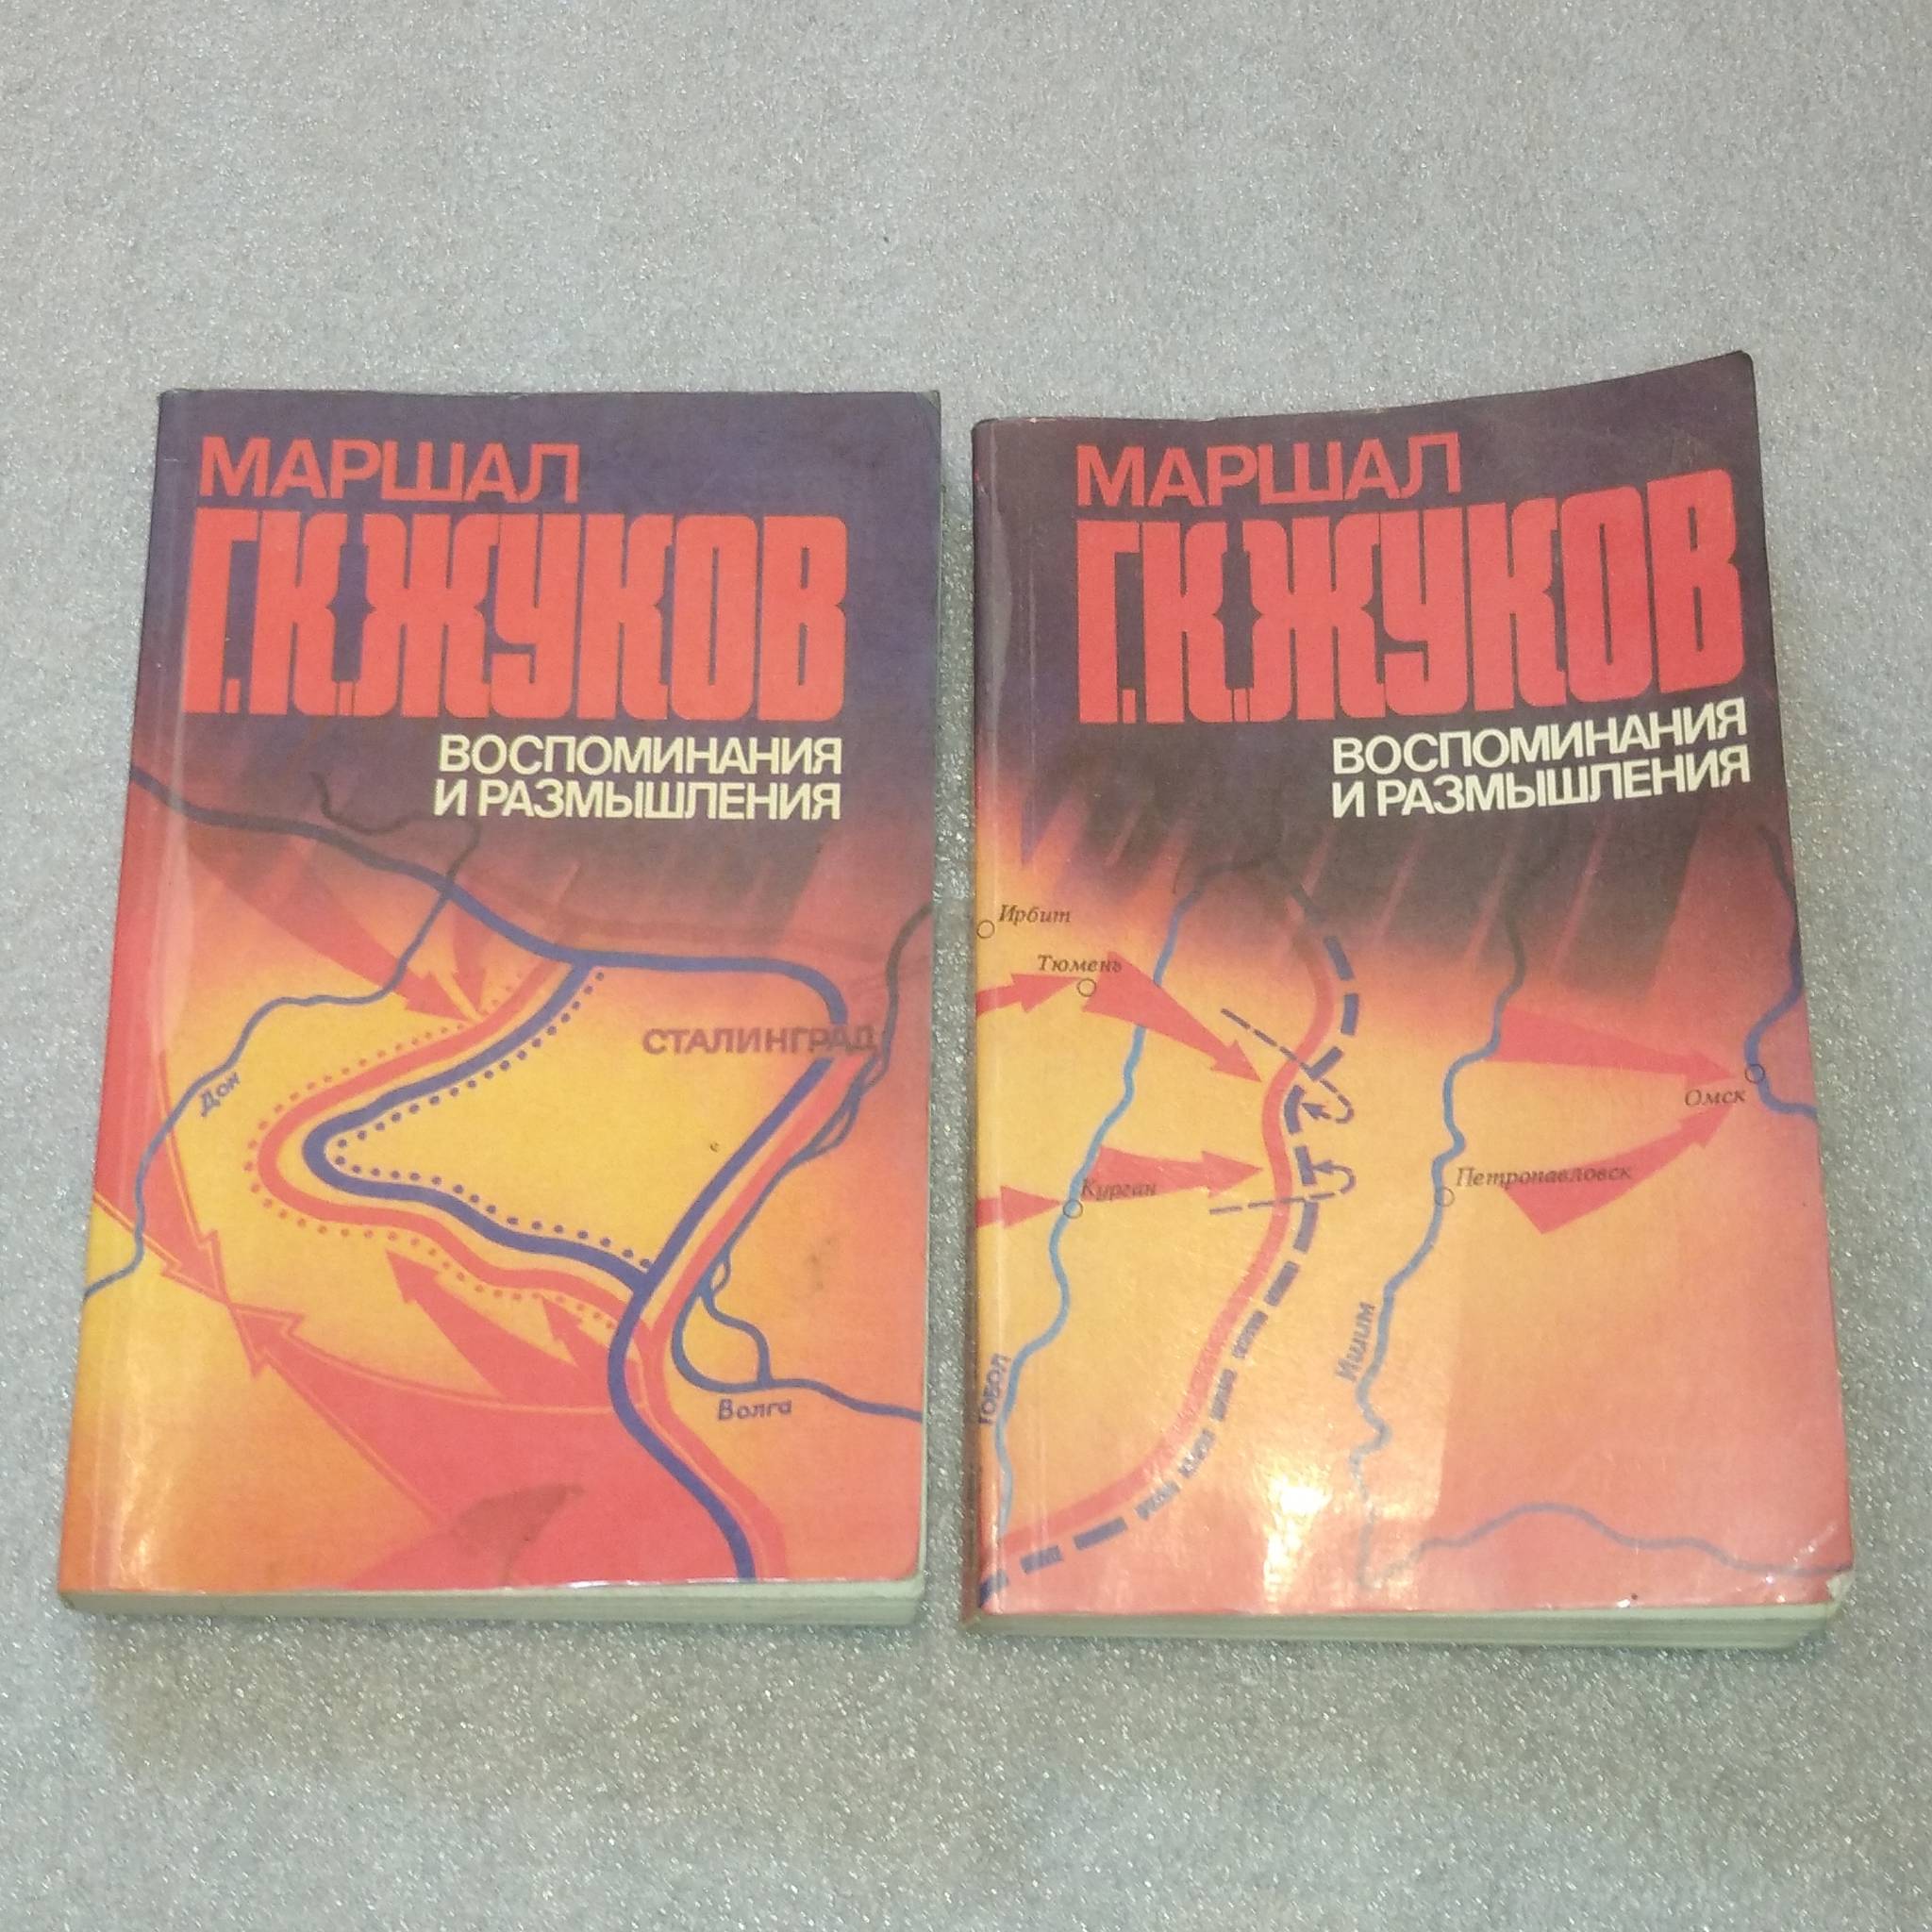 МАРШАЛ
Г.К.ЖУКОВ
ВОСПОМИНАНИЯ
И РАЗМЫШЛЕНИЯ
СТАЛИНГРАД
Дон
Волга
МАРШАЛ
Г.К.ЖУКОВ
ВОСПОМИНАНИЯ
И РАЗМЫШЛЕНИЯ
Ирбит
Тюмень
Омск
Петропавловск
Курган
Ишим
ТОБОЛ